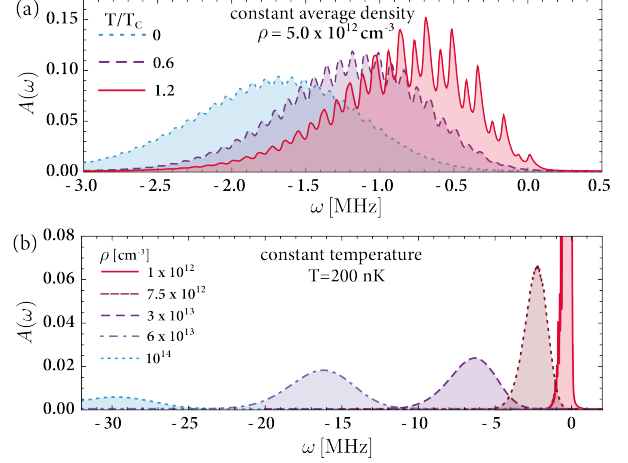 (a)
T/T_C
0
0.6
1.2
constant average density
ρ = 5.0 x 10^12 cm^-3
A(ω)
0.15
0.10
0.05
0.00
-3.0 -2.5 -2.0 -1.5 -1.0 -0.5 0.0 0.5
ω [MHz]
(b)
ρ [cm^-3]
1 x 10^12
7.5 x 10^12
3 x 10^13
6 x 10^13
10^14
constant temperature
T=200 nK
A(ω)
0.08
0.06
0.04
0.02
0.00
-30 -25 -20 -15 -10 -5 0
ω [MHz]